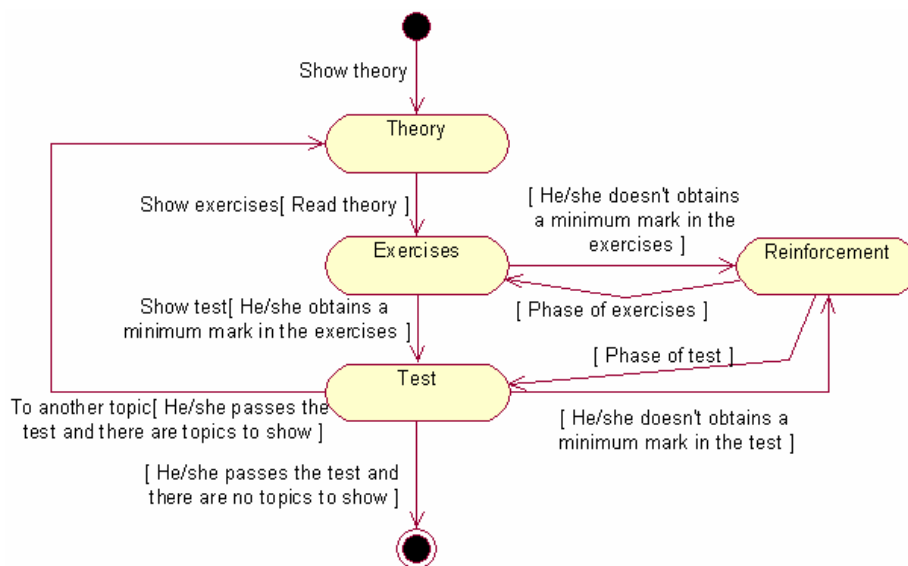 Show theory
Theory
Show exercises[ Read theory ]
[ He/she doesn't obtains
a minimum mark in the
exercises ]
Exercises
Reinforcement
Show test[ He/she obtains a
minimum mark in the exercises ]
[ Phase of exercises ]
[ Phase of test ]
Test
To another topic[ He/she passes the
test and there are topics to show ]
[ He/she doesn't obtains a
minimum mark in the test ]
[ He/she passes the test and
there are no topics to show ]